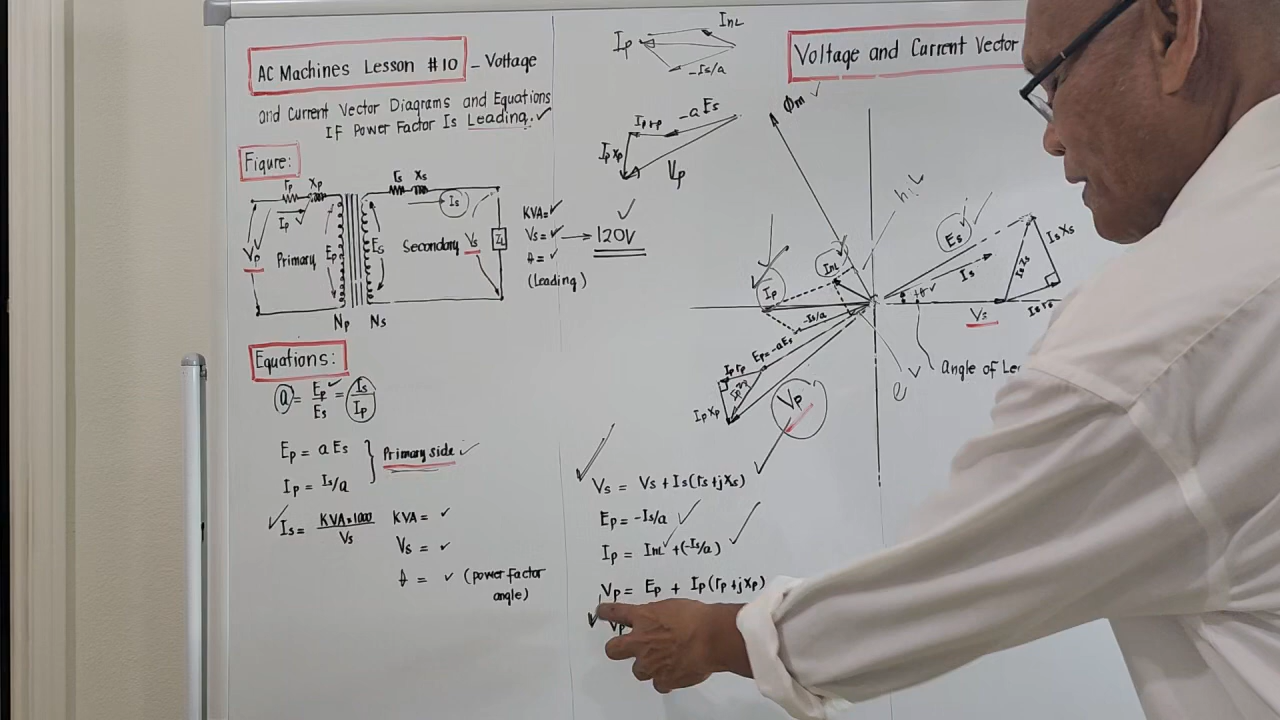 AC Machines Lesson #10 - Voltage
and Current Vector Diagrams and Equations
IF Power Factor Is Leading.
Figure:
rp Xp
rs Xs
Ip
Is
Vp
Primary
Ep
Es
Secondary
Vs
ZL
Np Ns
KVA=
Vs = → 120V
θ =
(Leading)
Equations:
a = Ep/Es = Is/Ip
Ep = a Es
Ip = Is/a
Primary side
Is = KVA×1000/Vs
KVA =
Vs =
θ = (power factor
angle)
Ip
INL
-Is/a
Ip rp
-a Es
Ip Xp
Vp
Voltage and Current Vector
Φm
h.L
Es
Is Xs
INL
Is
Ip
+θ
-Is/a
Vs
Is rs
Ep=-aEs
Ip rp
Ip Xp
Vp
e
Angle of Le
Vs = Vs + Is(rs+jXs)
Ep = -Is/a
Ip = INL +(-Is/a)
Vp = Ep + Ip(rp+jXp)
Vp